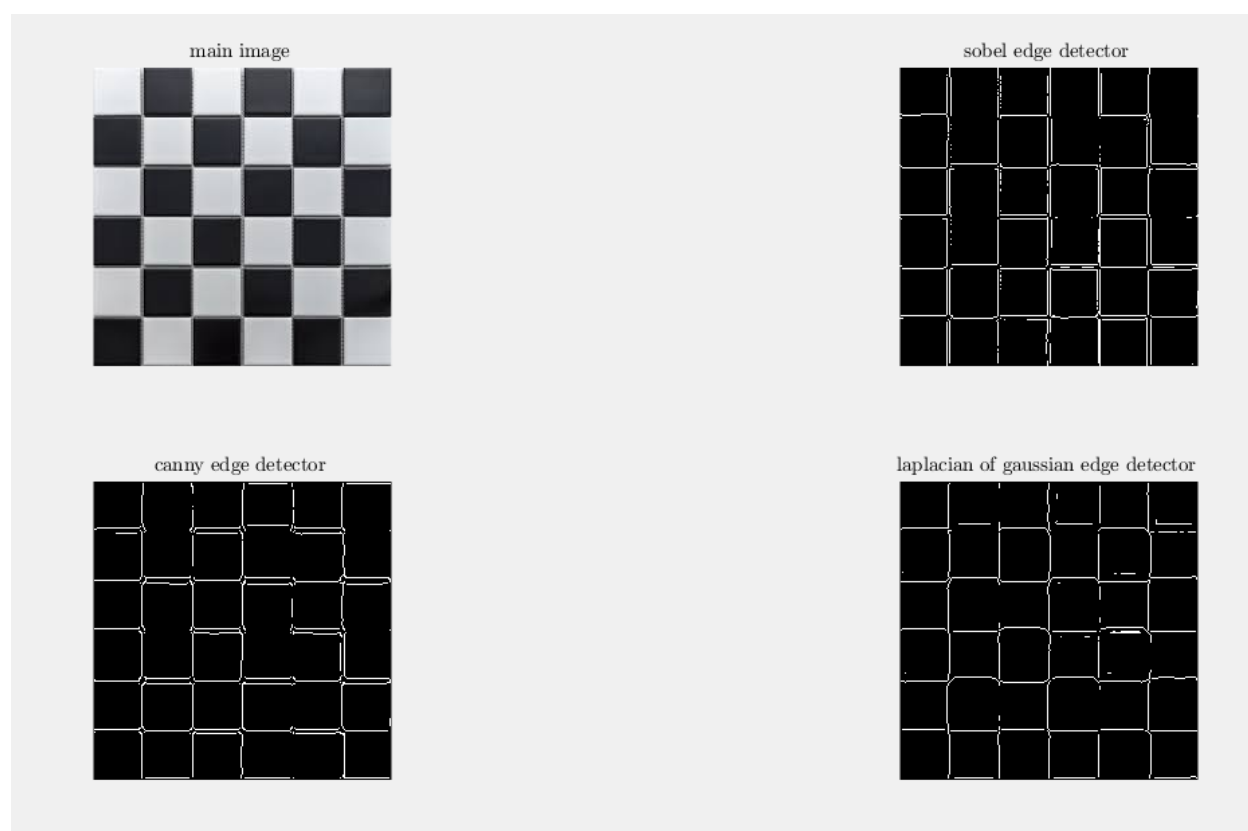 main image
sobel edge detector
canny edge detector
laplacian of gaussian edge detector